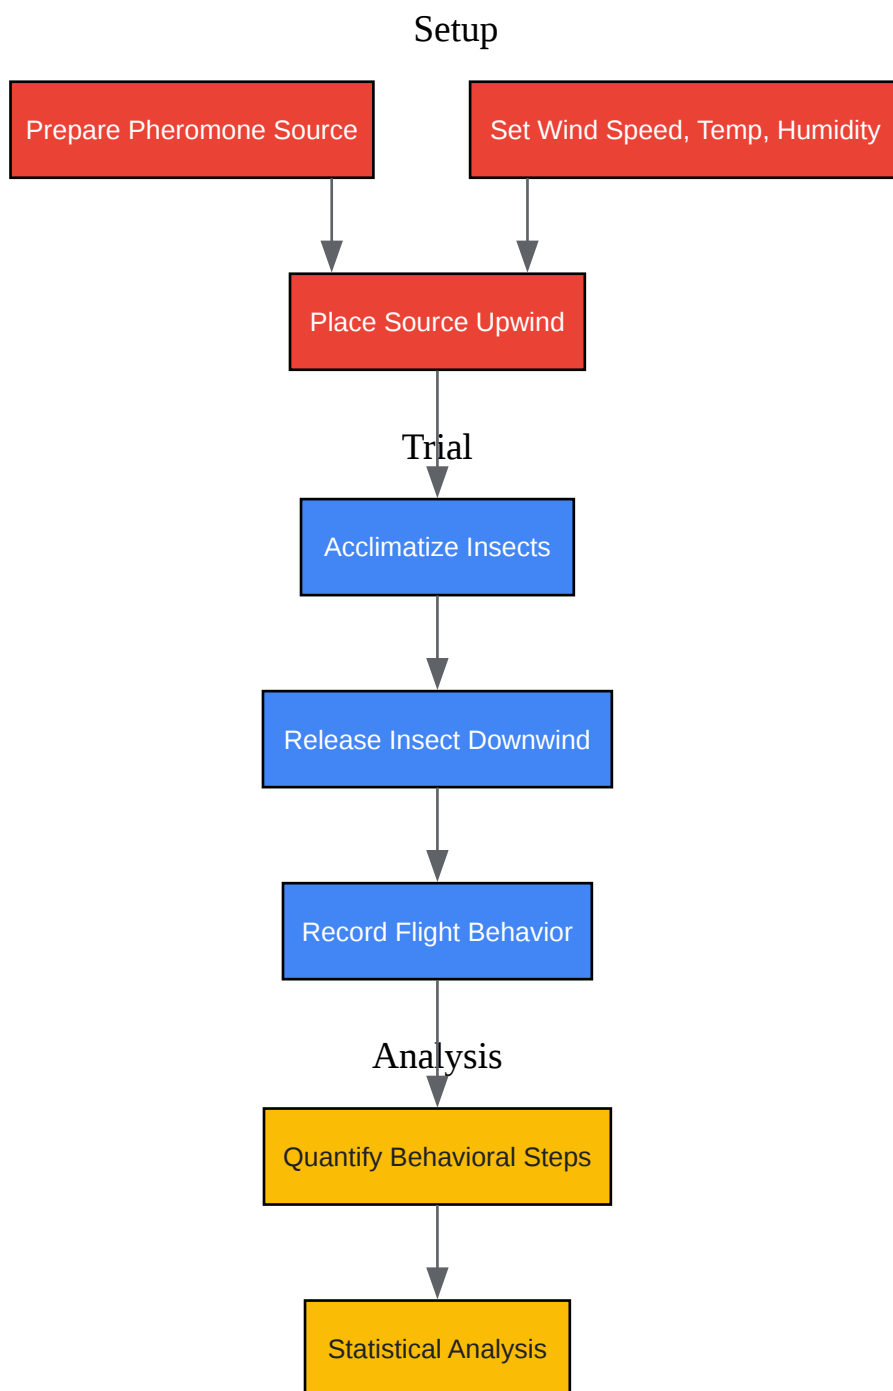 Setup
Prepare Pheromone Source
Set Wind Speed, Temp, Humidity
Place Source Upwind
Trial
Acclimatize Insects
Release Insect Downwind
Record Flight Behavior
Analysis
Quantify Behavioral Steps
Statistical Analysis